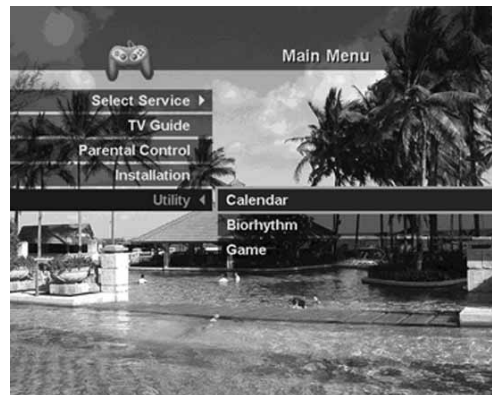 Main Menu
Select Service
TV Guide
Parental Control
Installation
Utility
Calendar
Biorhythm
Game